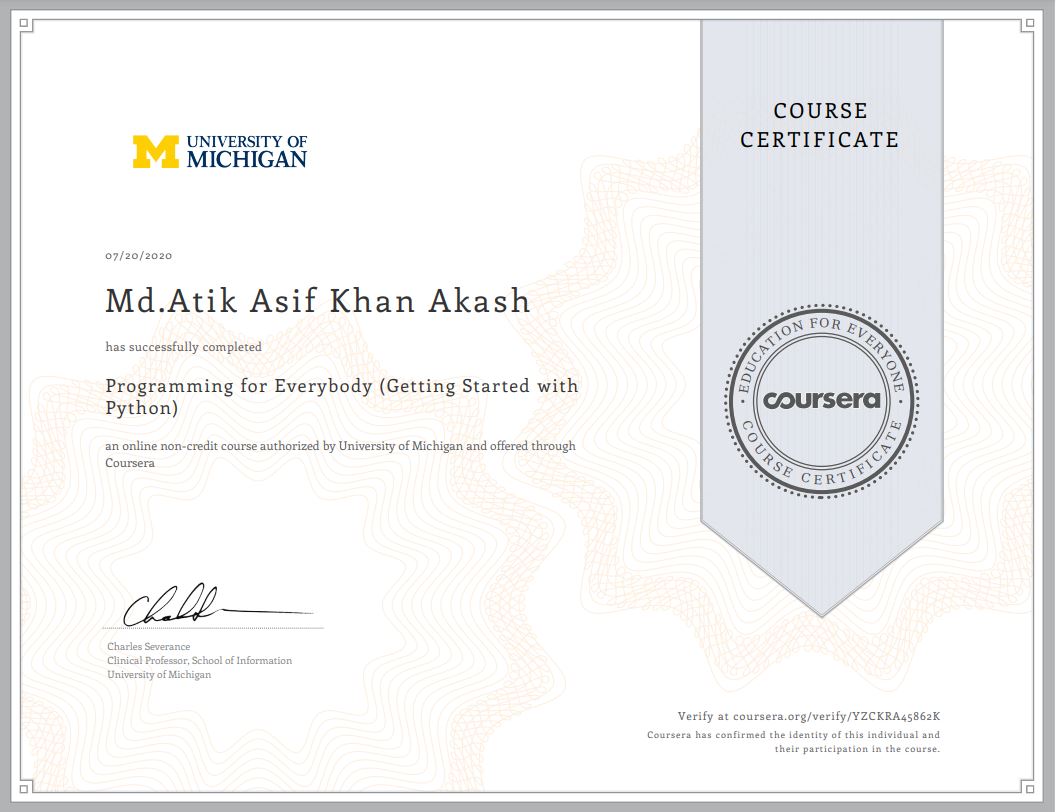 UNIVERSITY OF
MICHIGAN
COURSE
CERTIFICATE
07/20/2020
Md.Atik Asif Khan Akash
has successfully completed
Programming for Everybody (Getting Started with
Python)
an online non-credit course authorized by University of Michigan and offered through
Coursera
EDUCATION FOR EVERYONE
coursera
COURSE CERTIFICATE
Charles Severance
Clinical Professor, School of Information
University of Michigan
Verify at coursera.org/verify/YZCKRA45862K
Coursera has confirmed the identity of this individual and
their participation in the course.